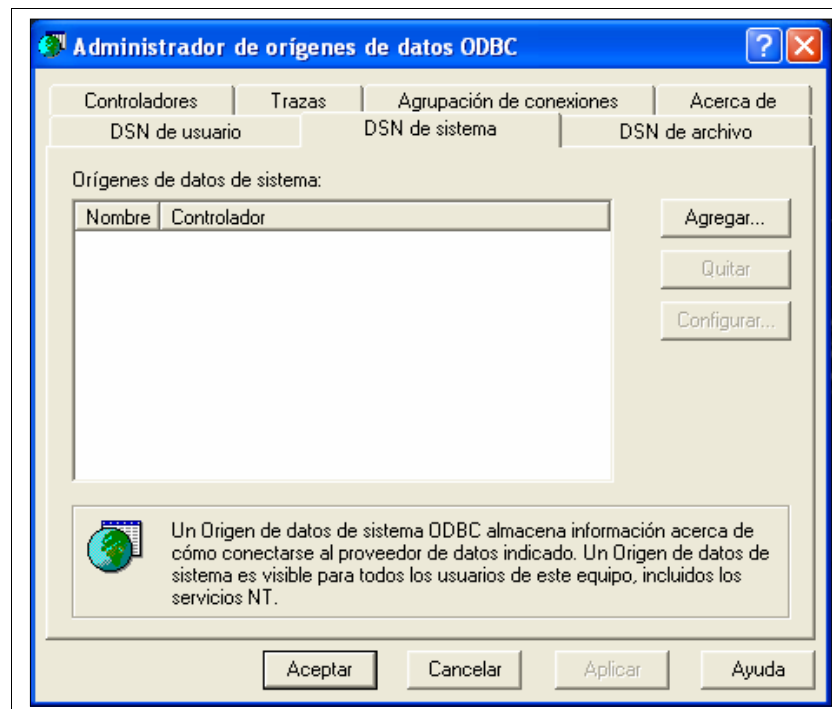 Administrador de orígenes de datos ODBC
Controladores Trazas Agrupación de conexiones Acerca de
DSN de usuario DSN de sistema DSN de archivo
Orígenes de datos de sistema:
Nombre Controlador
Agregar...
Quitar
Configurar...
Un Origen de datos de sistema ODBC almacena información acerca de
cómo conectarse al proveedor de datos indicado. Un Origen de datos de
sistema es visible para todos los usuarios de este equipo, incluidos los
servicios NT.
Aceptar Cancelar Aplicar Ayuda